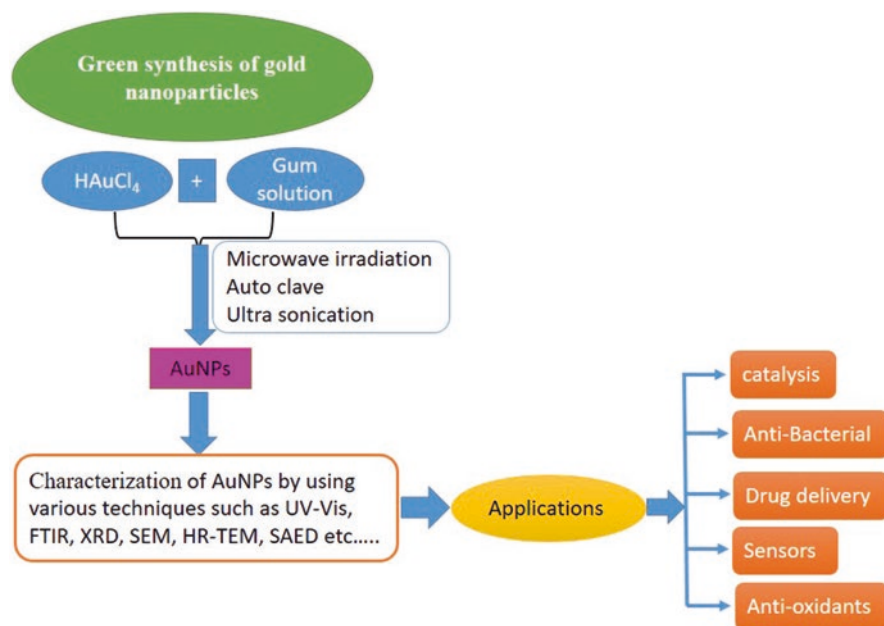 Green synthesis of gold
nanoparticles
HAuCl₄
+
Gum
solution
Microwave irradiation
Auto clave
Ultra sonication
AuNPs
Characterization of AuNPs by using
various techniques such as UV-Vis,
FTIR, XRD, SEM, HR-TEM, SAED etc.....
Applications
catalysis
Anti-Bacterial
Drug delivery
Sensors
Anti-oxidants